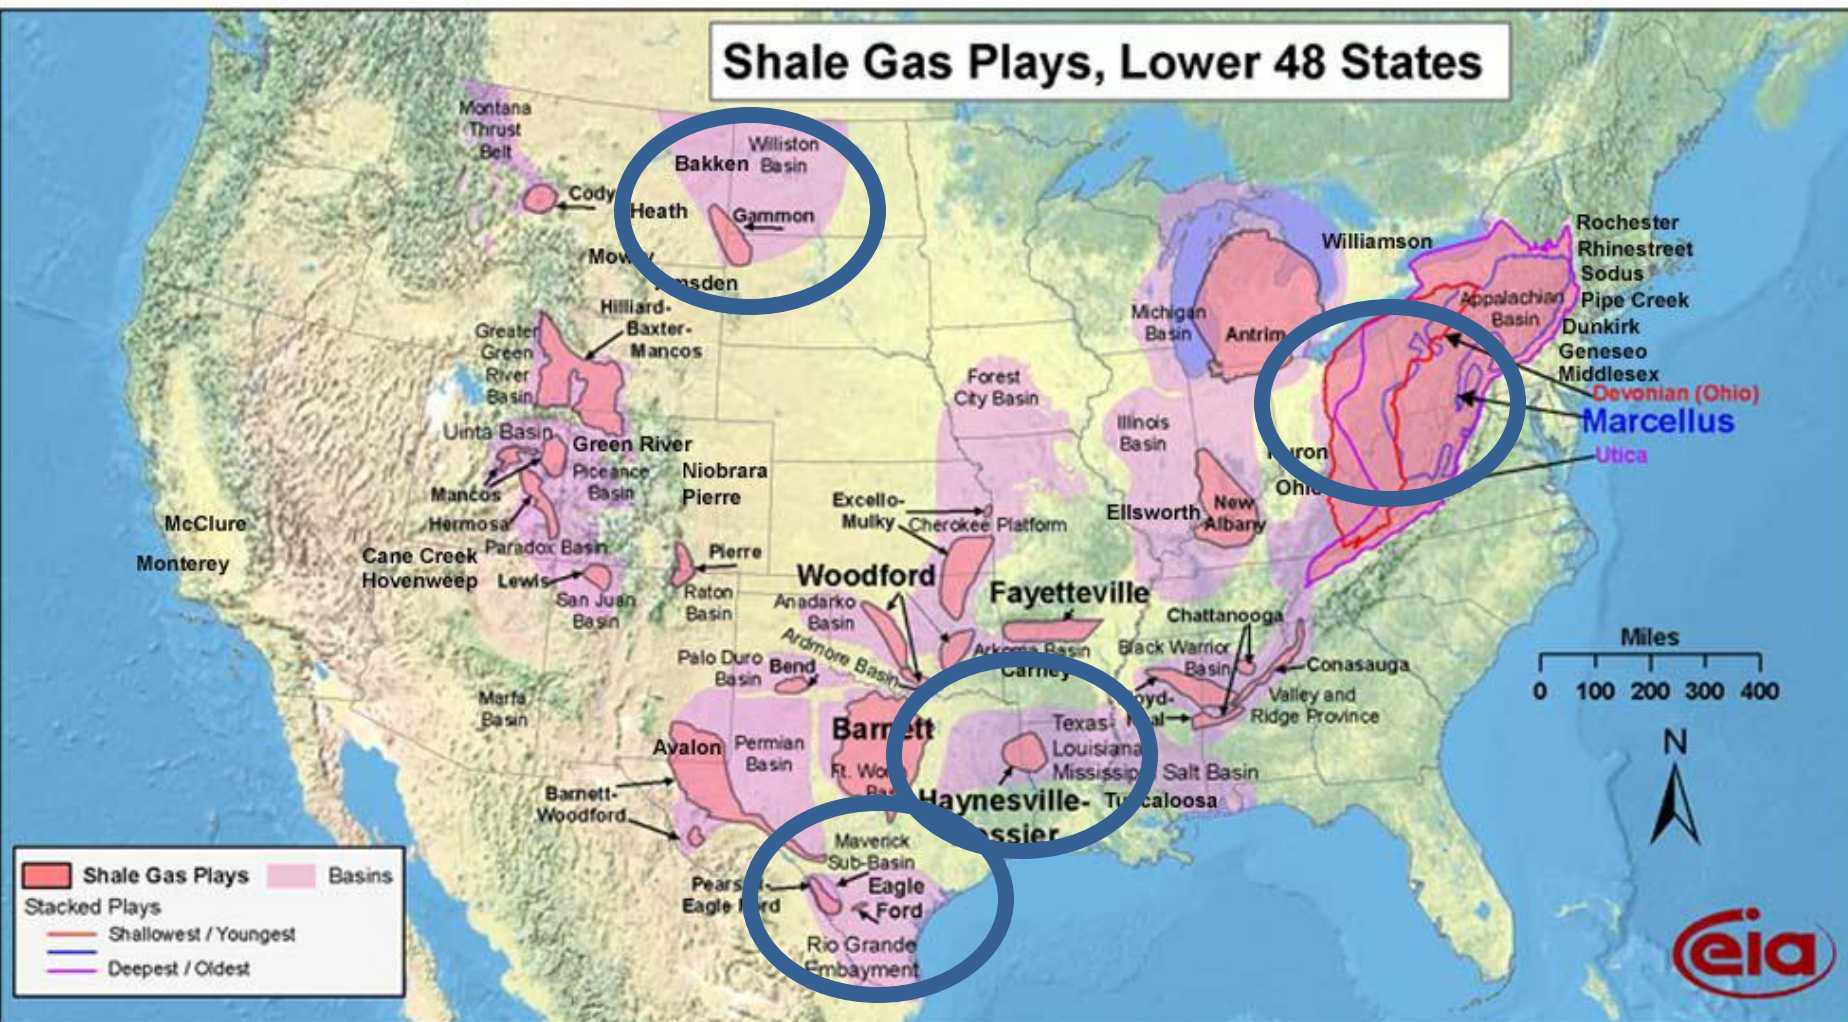 Shale Gas Plays, Lower 48 States
Montana
Thrust
Belt
Cody
Williston
Basin
Bakken
Heath
Gammon
Hilliard-
Baxter-
Mancos
Greater
Green
River
Basin
Uinta Basin
Green River
Piceance
Basin
Niobrara
Pierre
Mancos
Hermosa
McClure
Monterey
Cane Creek
Hovenweep
Paradox Basin
Lewis
San Juan
Basin
Pierre
Raton
Basin
Forest
City Basin
Excello-
Mulky
Cherokee Platform
Woodford
Anadarko
Basin
Ardmore Basin
Palo Duro
Basin
Bend
Fayetteville
Arkoma Basin
Carney
Michigan
Basin
Antrim
Illinois
Basin
Ellsworth
New
Albany
Williamson
Appalachian
Basin
Rochester
Rhinestreet
Sodus
Pipe Creek
Dunkirk
Geneseo
Middlesex
Devonian (Ohio)
Marcellus
Utica
Ohio
Chattanooga
Black Warrior
Basin
Conasauga
Valley and
Ridge Province
Marfa
Basin
Avalon
Permian
Basin
Barnett
Ft.
Barnett-
Woodford
Texas-
Louisiana
Mississippi Salt Basin
Haynesville-
Tuscaloosa
Maverick
Sub-Basin
Eagle
Ford
Eagle Ford
Rio Grande
Embayment
Miles
0 100 200 300 400
N
Shale Gas Plays
Basins
Stacked Plays
Shallowest / Youngest
Deepest / Oldest
eia